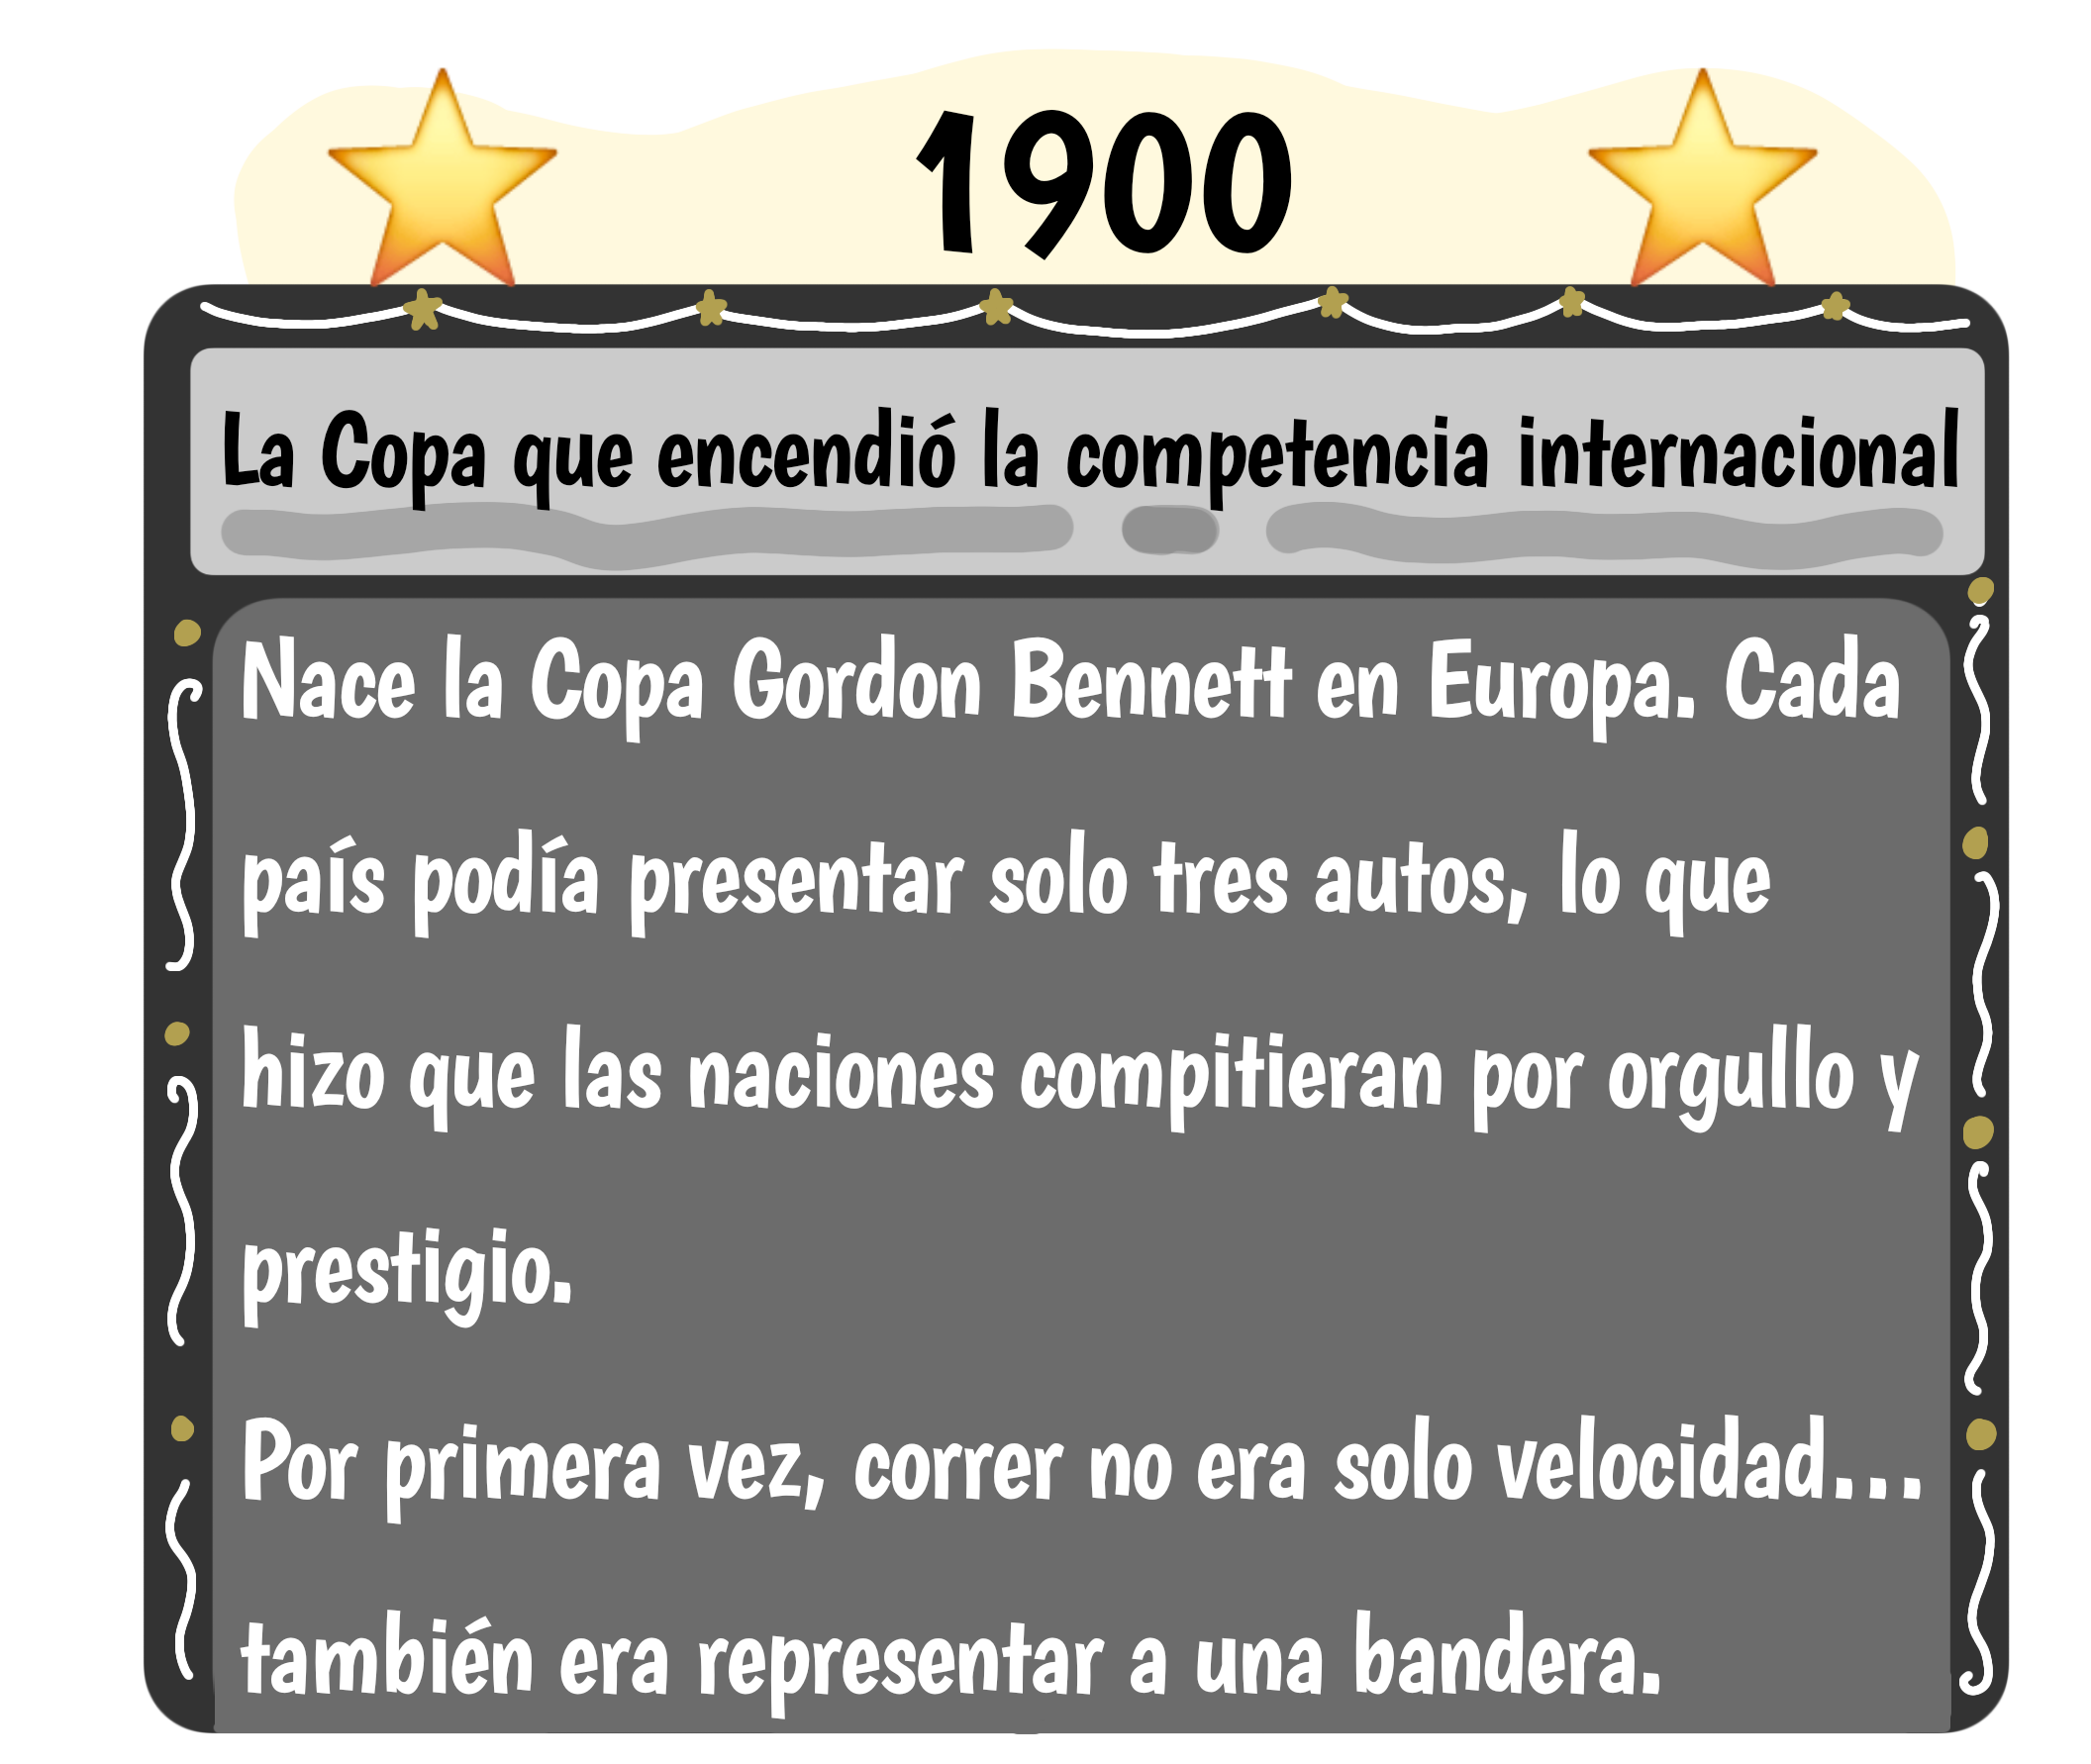 1900
La Copa que encendió la competencia internacional
Nace la Copa Gordon Bennett en Europa. Cada
país podía presentar solo tres autos, lo que
hizo que las naciones compitieran por orgullo y
prestigio.
Por primera vez, correr no era solo velocidad...
también era representar a una bandera.